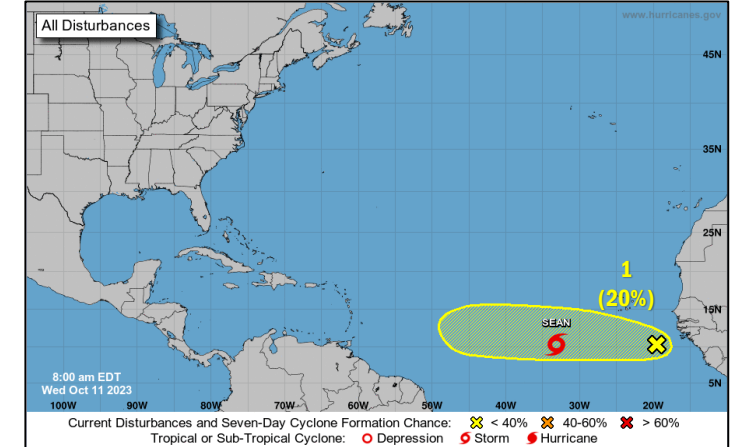 All Disturbances
www.hurricanes.gov
45N
35N
25N
1
(20%)
15N
SEAN
8:00 am EDT
Wed Oct 11 2023
5N
100W 90W 80W 70W 60W 50W 40W 30W 20W
Current Disturbances and Seven-Day Cyclone Formation Chance: < 40% 40-60% > 60%
Tropical or Sub-Tropical Cyclone: Depression Storm Hurricane